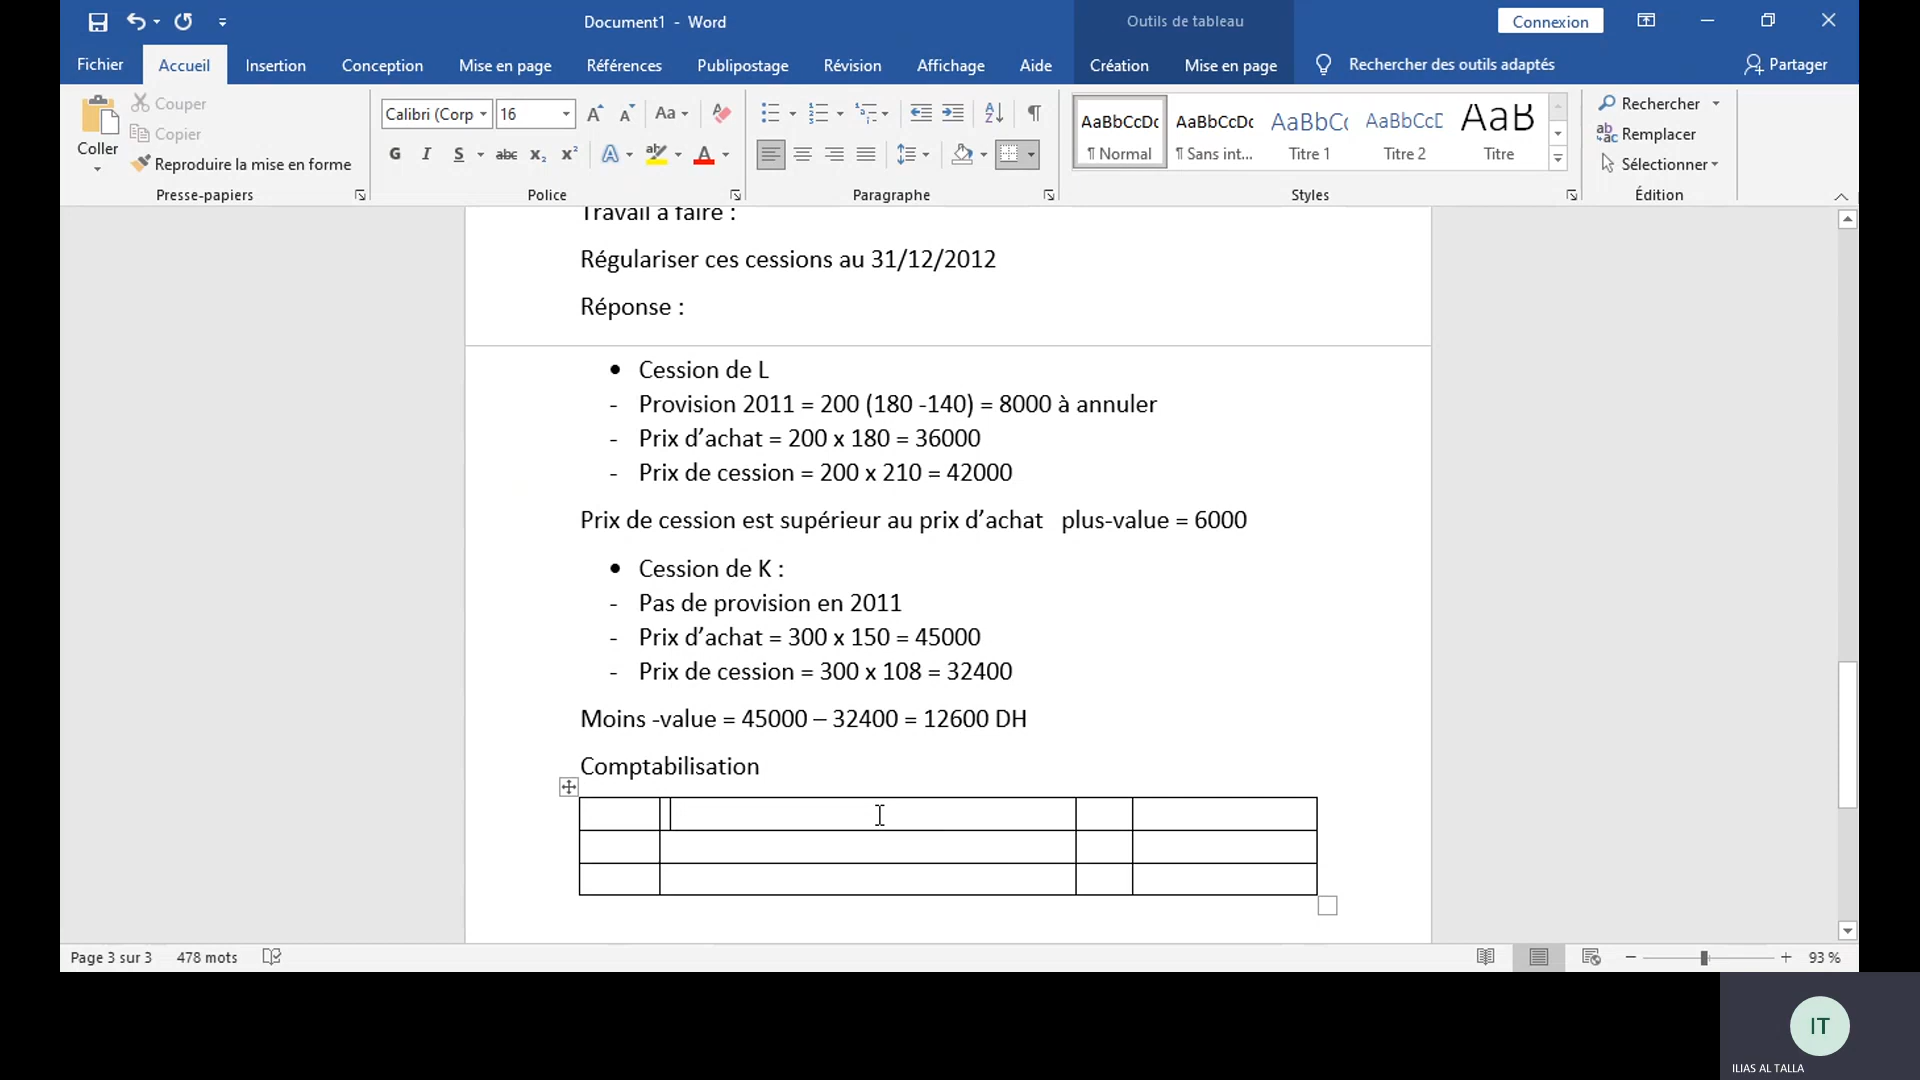 Document1 - Word
Outils de tableau
Connexion
Fichier
Accueil
Insertion
Conception
Mise en page
Références
Publipostage
Révision
Affichage
Aide
Création
Mise en page
Rechercher des outils adaptés
Partager
Coller
Couper
Copier
Reproduire la mise en forme
Presse-papiers
Calibri (Corp
16
Aa
G I S abc X₂ X²
A
A
Police
Paragraphe
AaBbCcDc
¶ Normal
AaBbCcDc
¶ Sans int...
AaBbCc
Titre 1
AaBbCcD
Titre 2
AaB
Titre
Styles
Rechercher
Remplacer
Sélectionner
Édition
Travail à faire :
Régulariser ces cessions au 31/12/2012
Réponse :
• Cession de L
- Provision 2011 = 200 (180 -140) = 8000 à annuler
- Prix d’achat = 200 x 180 = 36000
- Prix de cession = 200 x 210 = 42000
Prix de cession est supérieur au prix d’achat plus-value = 6000
• Cession de K :
- Pas de provision en 2011
- Prix d’achat = 300 x 150 = 45000
- Prix de cession = 300 x 108 = 32400
Moins -value = 45000 – 32400 = 12600 DH
Comptabilisation
Page 3 sur 3
478 mots
93 %
IT
ILIAS AL TALLA